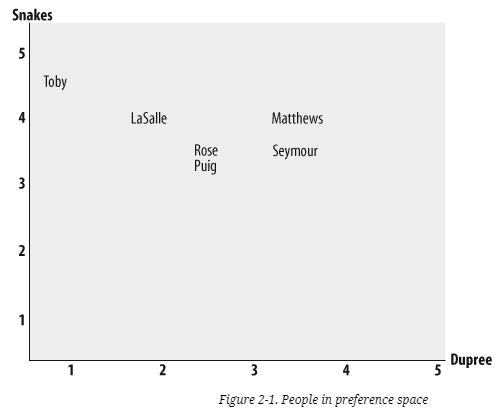 Snakes
5
Toby
4
LaSalle
Matthews
Rose
Seymour
Puig
3
2
1
Dupree
1
2
3
4
5
Figure 2-1. People in preference space